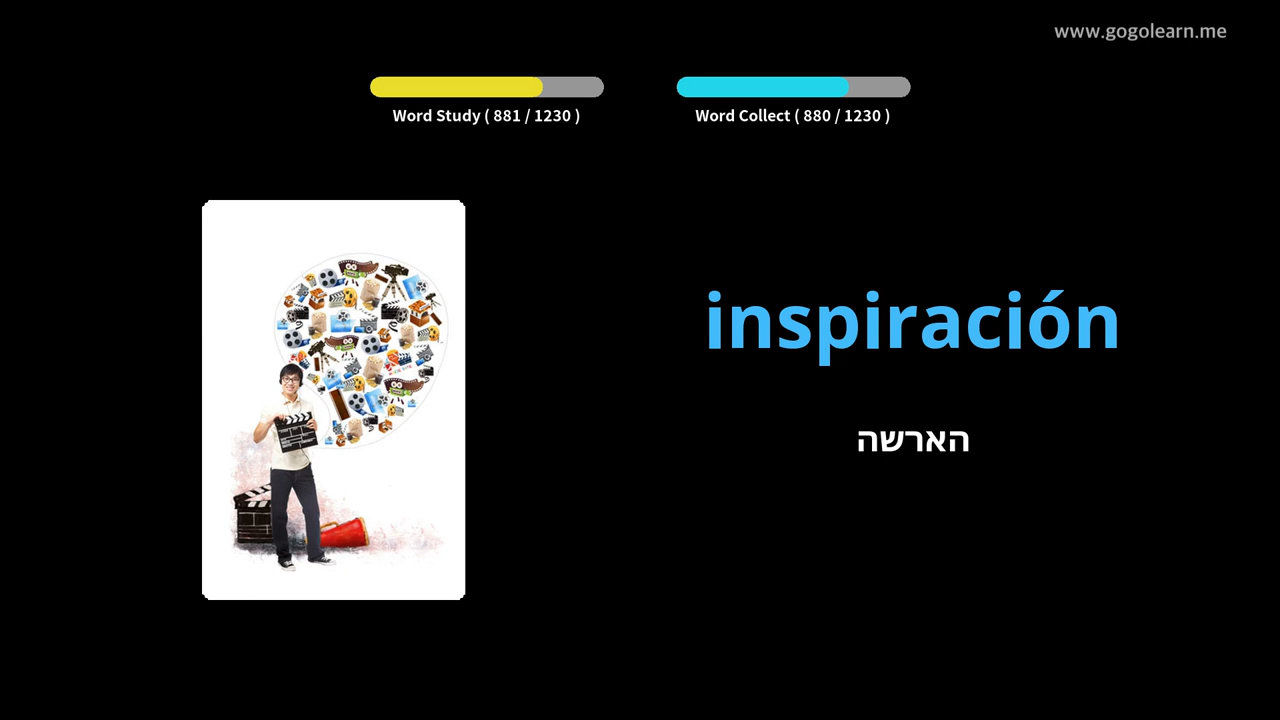 www.gogolearn.me
Word Study ( 881 / 1230 )
Word Collect ( 880 / 1230 )
inspiración
הארשה